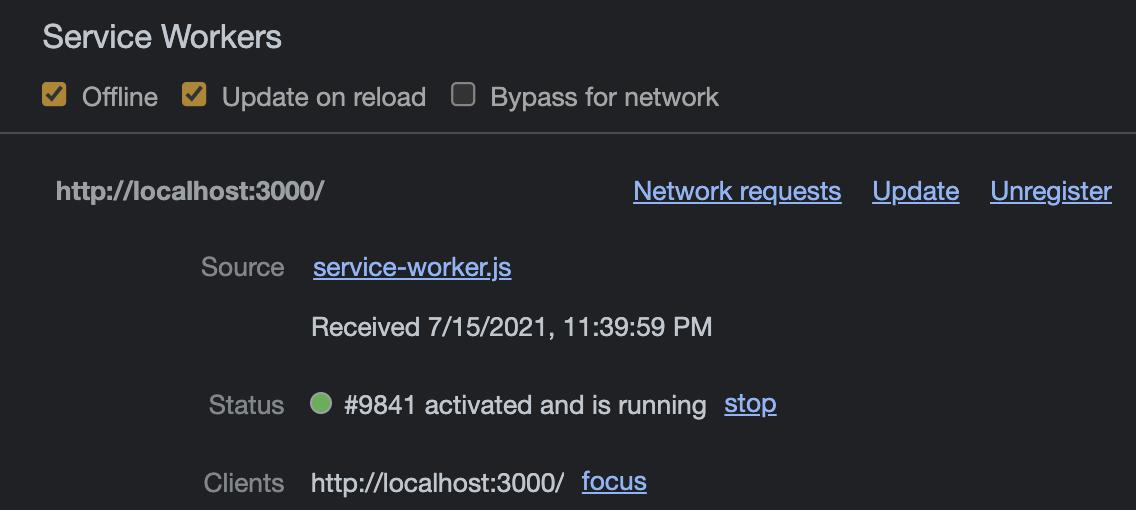 Service Workers
Offline Update on reload Bypass for network
http://localhost:3000/ Network requests Update Unregister
Source service-worker.js
Received 7/15/2021, 11:39:59 PM
Status #9841 activated and is running stop
Clients http://localhost:3000/ focus